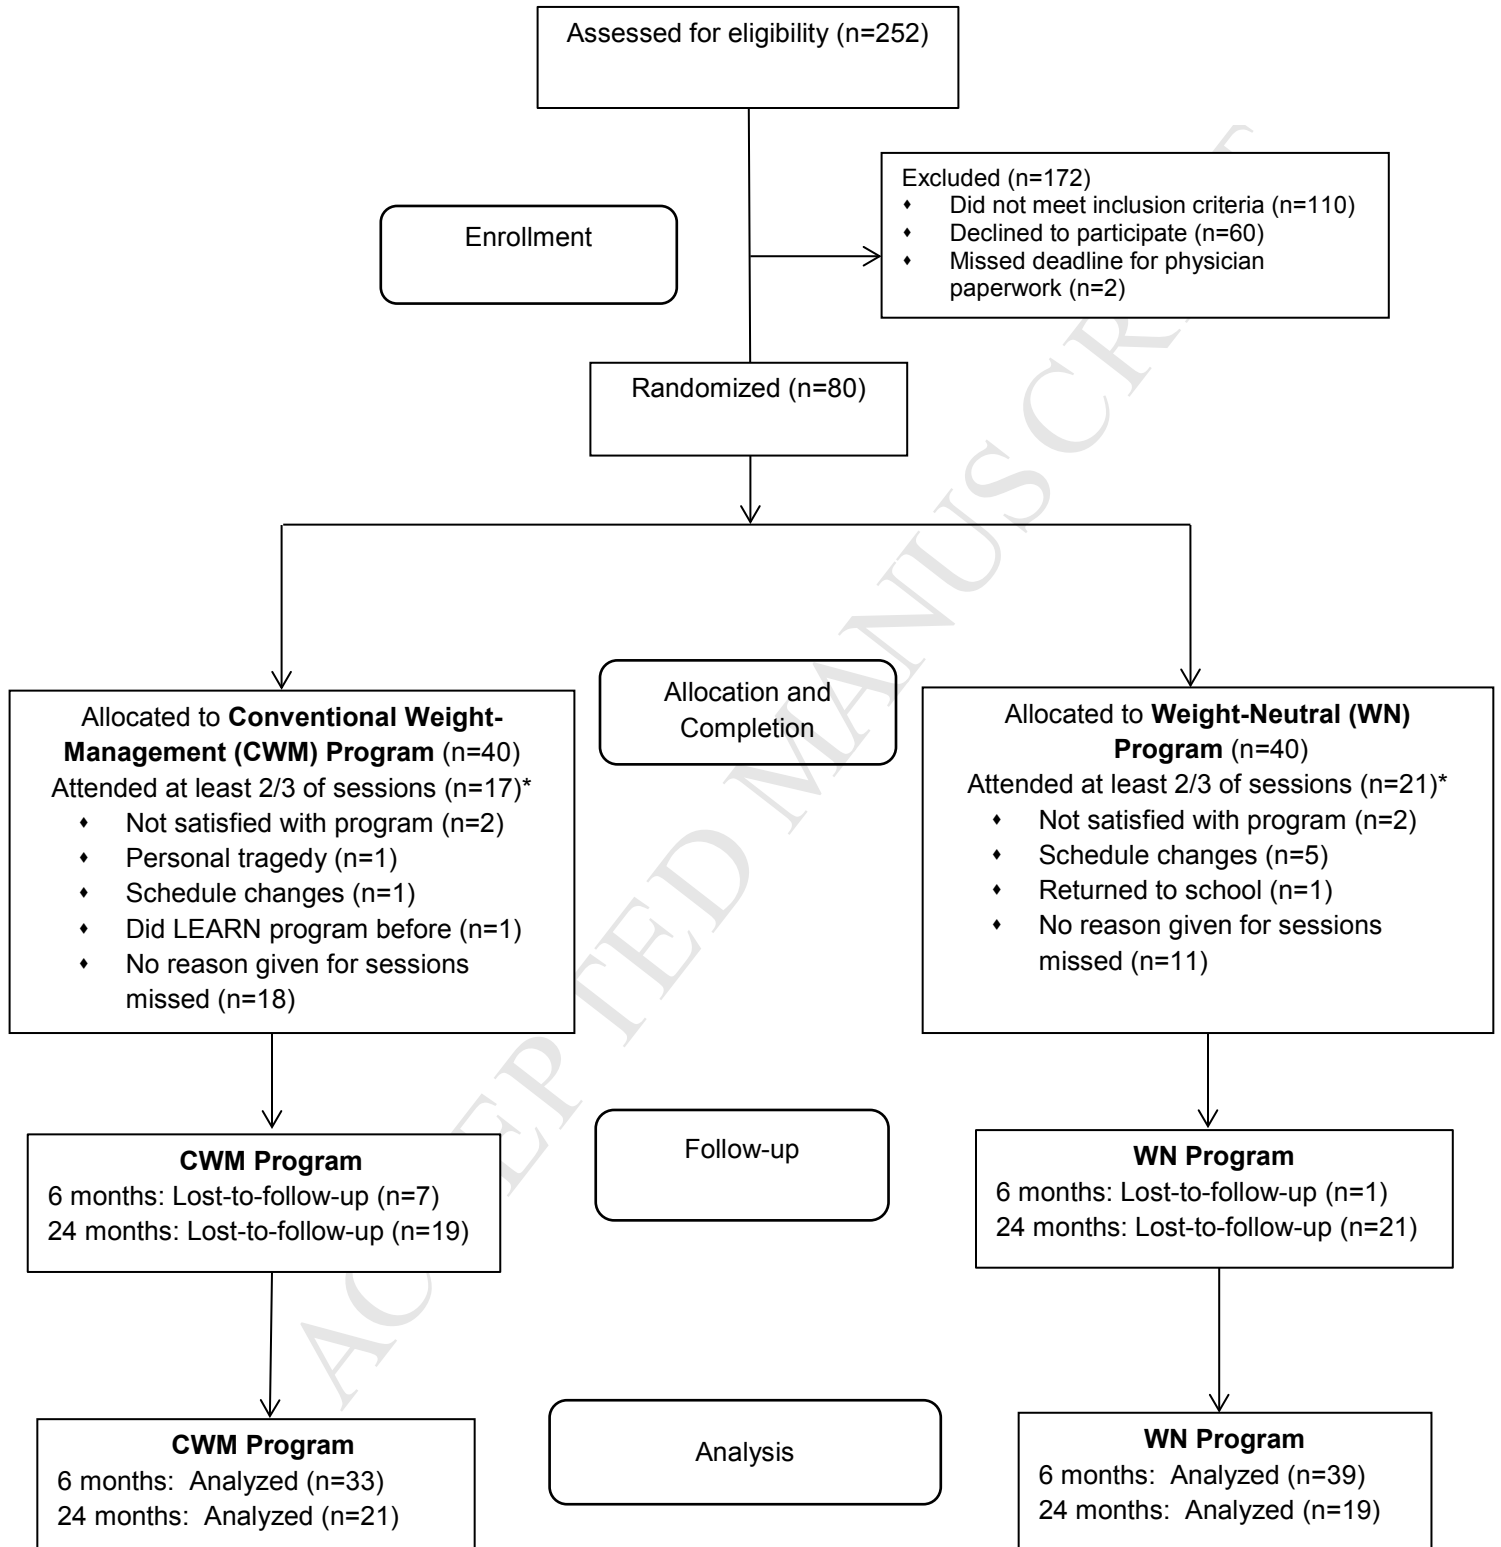 Assessed for eligibility (n=252)
Excluded (n=172)
⬧ Did not meet inclusion criteria (n=110)
⬧ Declined to participate (n=60)
⬧ Missed deadline for physician
paperwork (n=2)
Enrollment
Randomized (n=80)
Allocation and
Completion
Allocated to Conventional Weight-
Management (CWM) Program (n=40)
Attended at least 2/3 of sessions (n=17)*
⬧ Not satisfied with program (n=2)
⬧ Personal tragedy (n=1)
⬧ Schedule changes (n=1)
⬧ Did LEARN program before (n=1)
⬧ No reason given for sessions
missed (n=18)
Allocated to Weight-Neutral (WN)
Program (n=40)
Attended at least 2/3 of sessions (n=21)*
⬧ Not satisfied with program (n=2)
⬧ Schedule changes (n=5)
⬧ Returned to school (n=1)
⬧ No reason given for sessions
missed (n=11)
Follow-up
CWM Program
6 months: Lost-to-follow-up (n=7)
24 months: Lost-to-follow-up (n=19)
WN Program
6 months: Lost-to-follow-up (n=1)
24 months: Lost-to-follow-up (n=21)
Analysis
CWM Program
6 months: Analyzed (n=33)
24 months: Analyzed (n=21)
WN Program
6 months: Analyzed (n=39)
24 months: Analyzed (n=19)
ACCEPTED MANUSCRIPT